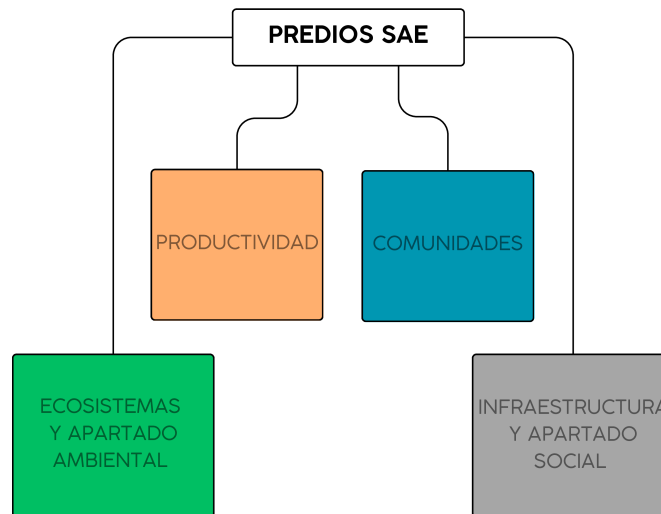 PREDIOS SAE
PRODUCTIVIDAD
COMUNIDADES
ECOSISTEMAS
Y APARTADO
AMBIENTAL
INFRAESTRUCTURA
Y APARTADO
SOCIAL